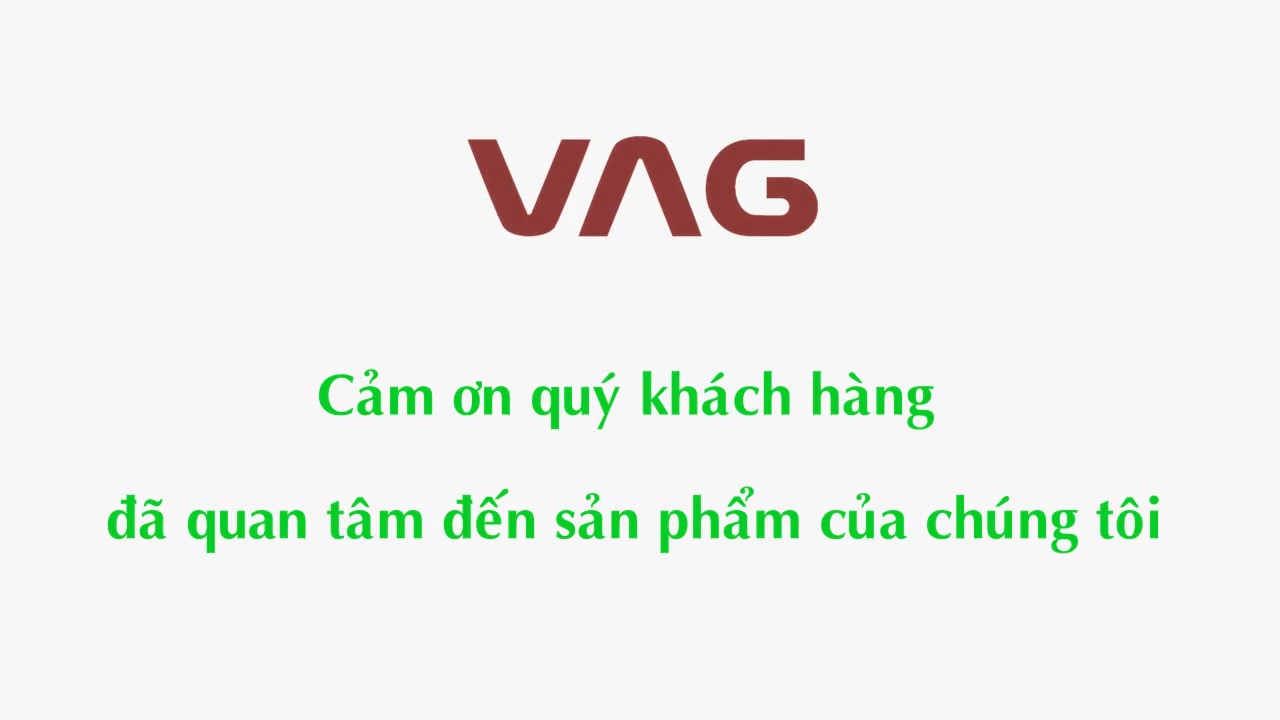 VAG
Cảm ơn quý khách hàng
đã quan tâm đến sản phẩm của chúng tôi